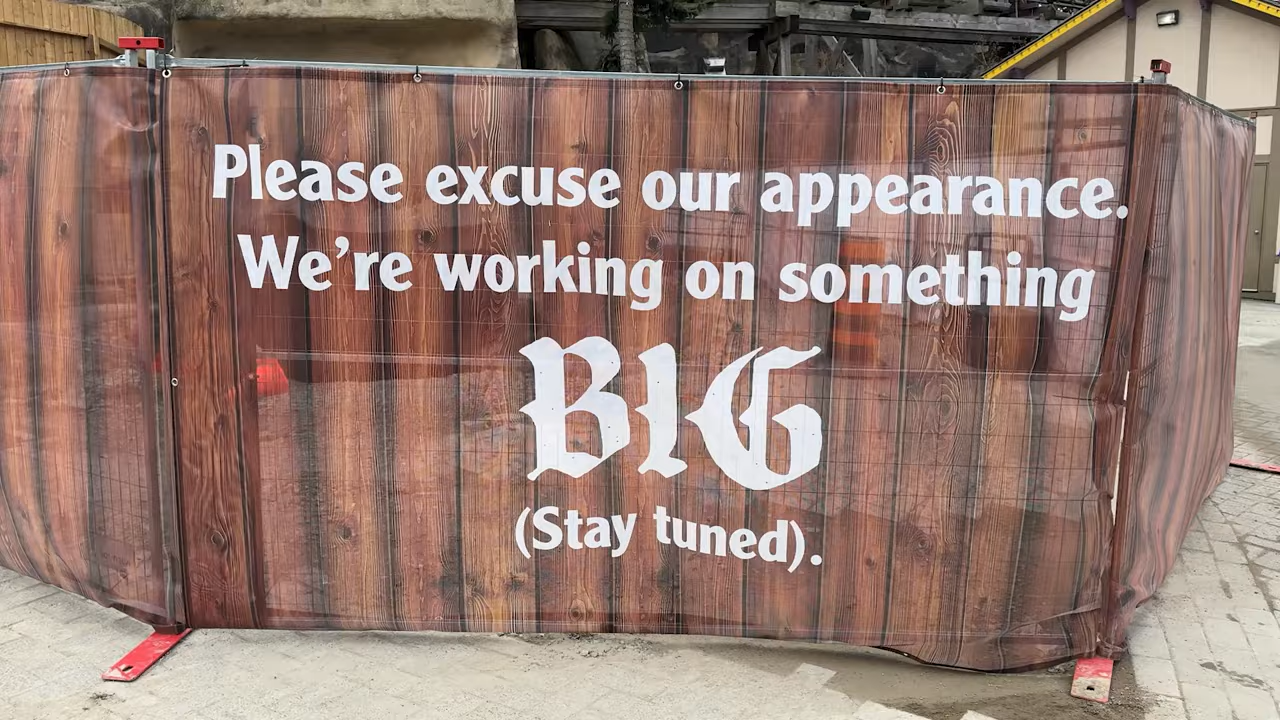 Please excuse our appearance.
We're working on something
BIG
(Stay tuned).